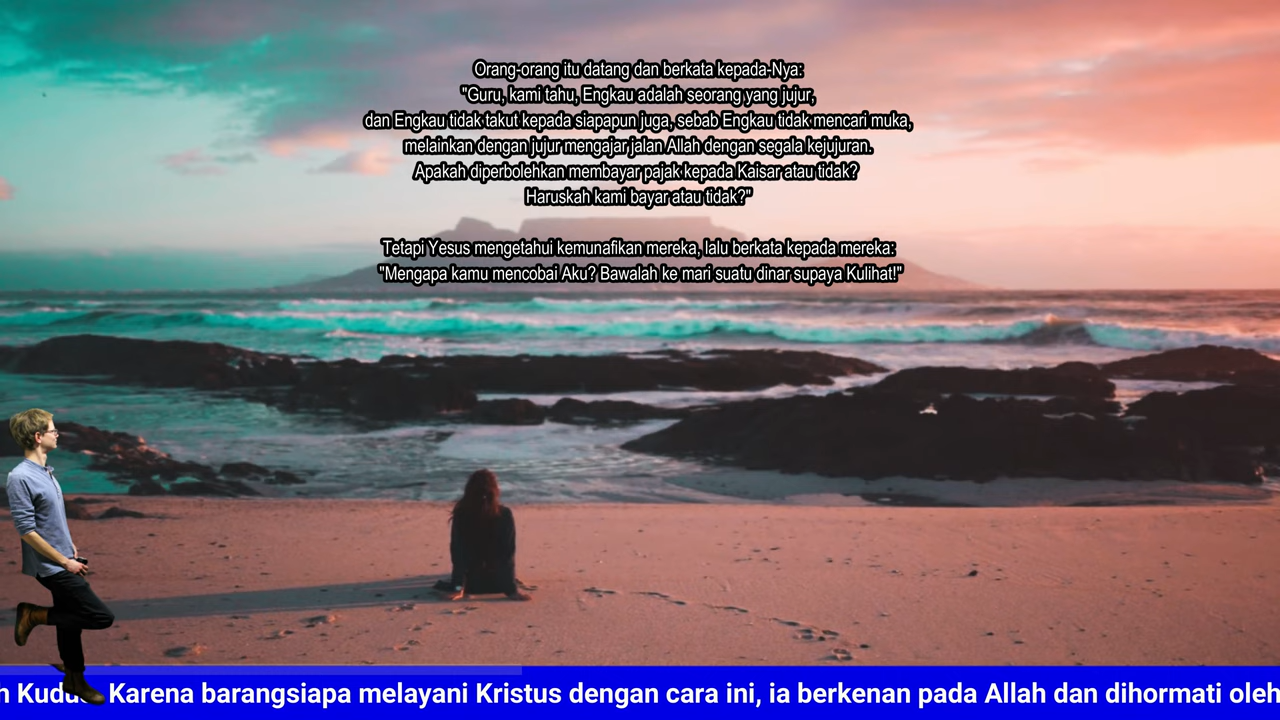 Orang-orang itu datang dan berkata kepada-Nya:
"Guru, kami tahu, Engkau adalah seorang yang jujur,
dan Engkau tidak takut kepada siapapun juga, sebab Engkau tidak mencari muka,
melainkan dengan jujur mengajar jalan Allah dengan segala kejujuran.
Apakah diperbolehkan membayar pajak kepada Kaisar atau tidak?
Haruskah kami bayar atau tidak?"
Tetapi Yesus mengetahui kemunafikan mereka, lalu berkata kepada mereka:
"Mengapa kamu mencobai Aku? Bawalah ke mari suatu dinar supaya Kulihat!"
h Kudus. Karena barangsiapa melayani Kristus dengan cara ini, ia berkenan pada Allah dan dihormati oleh